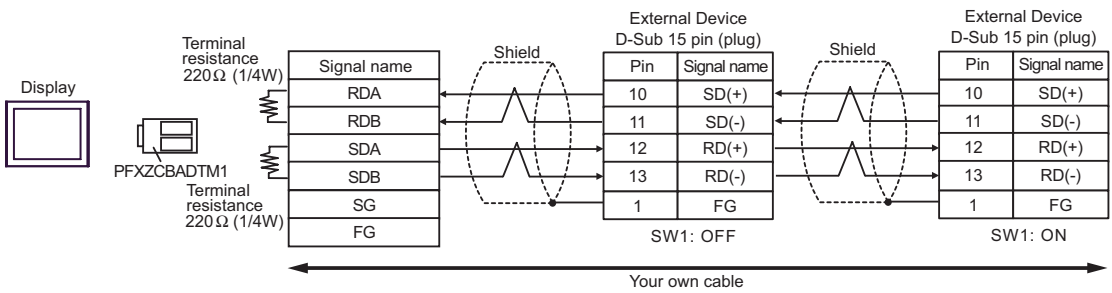 Display
PFXZCBADTM1
Terminal
resistance
220Ω (1/4W)
Terminal
resistance
220Ω (1/4W)
Signal name
RDA
RDB
SDA
SDB
SG
FG
Shield
External Device
D-Sub 15 pin (plug)
Pin Signal name
10 SD(+)
11 SD(-)
12 RD(+)
13 RD(-)
1 FG
SW1: OFF
Shield
External Device
D-Sub 15 pin (plug)
Pin Signal name
10 SD(+)
11 SD(-)
12 RD(+)
13 RD(-)
1 FG
SW1: ON
Your own cable